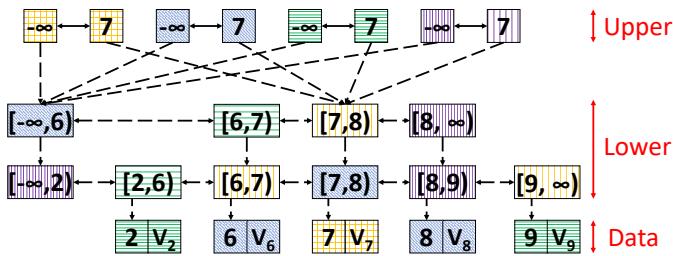 -∞ 7 -∞ 7 -∞ 7 -∞ 7 Upper
[-∞,6) [6,7) [7,8) [8, ∞)
Lower
[-∞,2) [2,6) [6,7) [7,8) [8,9) [9, ∞)
2 V₂ 6 V₆ 7 V₇ 8 V₈ 9 V₉ Data